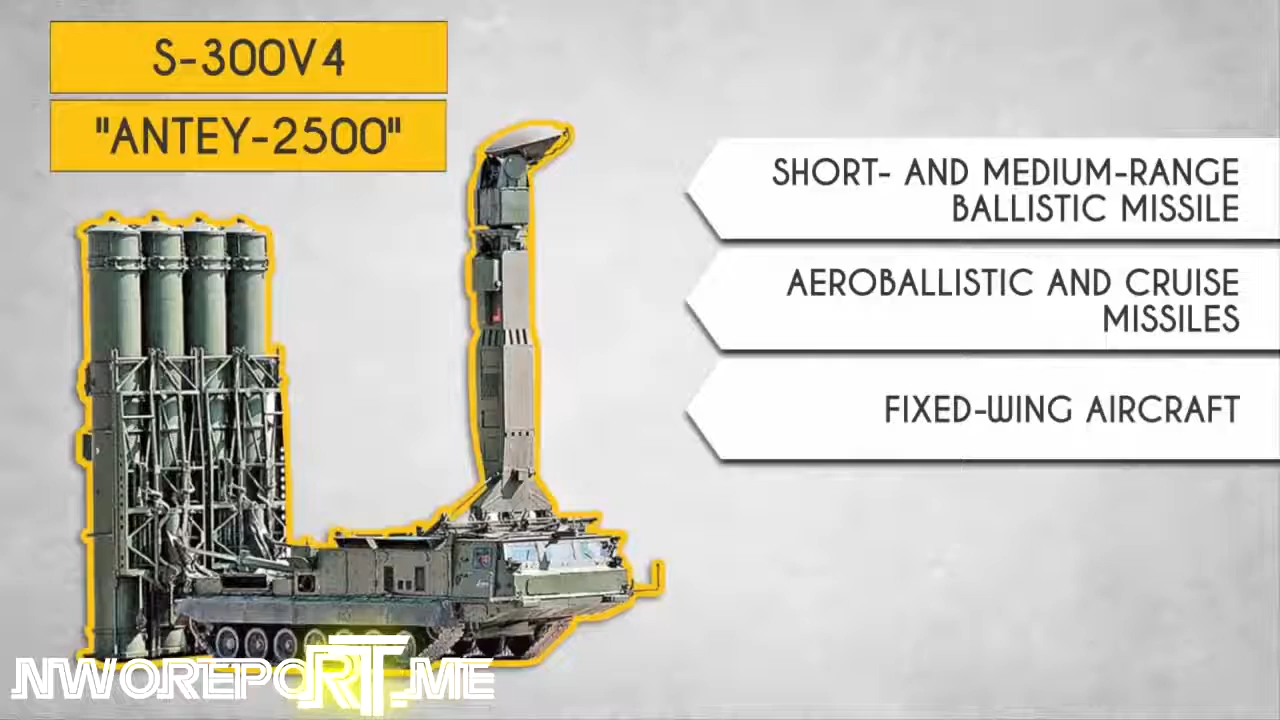 S-300V4
"ANTEY-2500"
SHORT- AND MEDIUM-RANGE
BALLISTIC MISSILE
AEROBALLISTIC AND CRUISE
MISSILES
FIXED-WING AIRCRAFT
NWOREPORT.ME